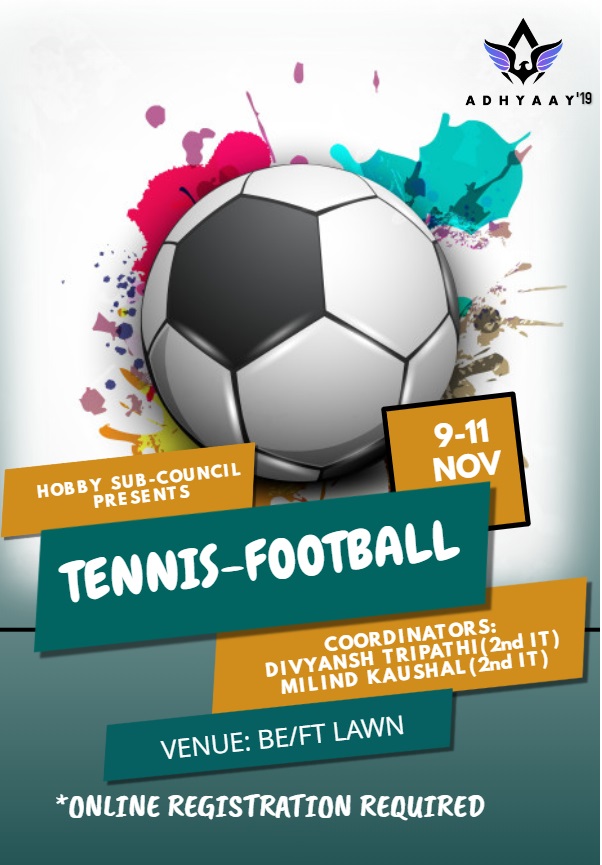 ADHYAAY'19
9-11
NOV
HOBBY SUB-COUNCIL
PRESENTS
TENNIS-FOOTBALL
COORDINATORS:
DIVYANSH TRIPATHI(2nd IT)
MILIND KAUSHAL(2nd IT)
VENUE: BE/FT LAWN
*ONLINE REGISTRATION REQUIRED